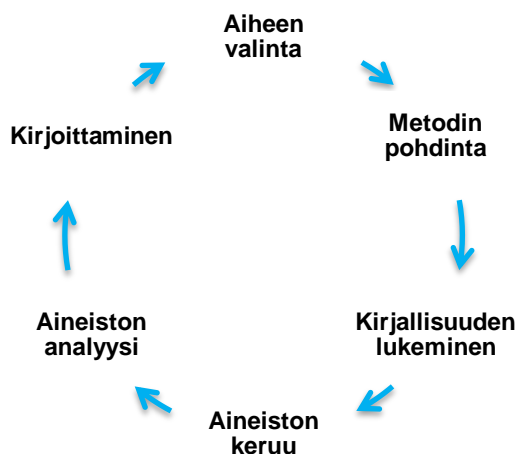 Aiheen
valinta
Metodin
pohdinta
Kirjallisuuden
lukeminen
Aineiston
keruu
Aineiston
analyysi
Kirjoittaminen